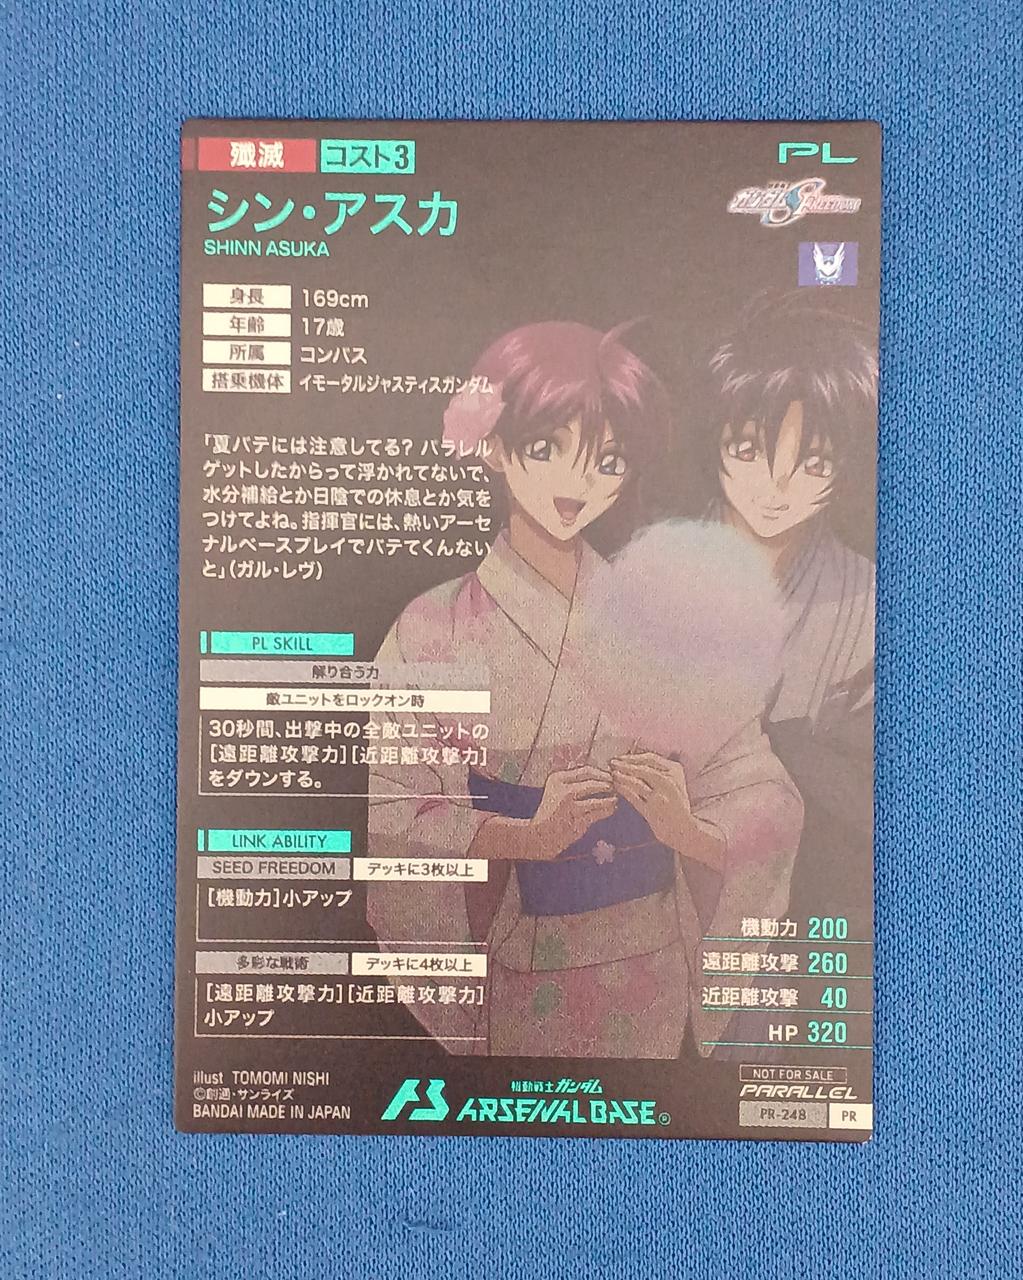 殲滅 コスト3
PL
シン・アスカ
SHINN ASUKA
ガンダムSEED FREEDOM
身長 169cm
年齢 17歳
所属 コンパス
搭乗機体 イモータルジャスティスガンダム
「夏バテには注意してる? パラレル
ゲットしたからって浮かれてないで、
水分補給とか日陰での休息とか気を
つけてよね。指揮官には、熱いアーセ
ナルベースプレイでバテてくんない
と」(ガル・レヴ)
PL SKILL
解り合う力
敵ユニットをロックオン時
30秒間、出撃中の全敵ユニットの
[遠距離攻撃力][近距離攻撃力]
をダウンする。
LINK ABILITY
SEED FREEDOM デッキに3枚以上
[機動力]小アップ
多彩な戦術 デッキに4枚以上
[遠距離攻撃力][近距離攻撃力]
小アップ
機動力 200
遠距離攻撃 260
近距離攻撃 40
HP 320
illust TOMOMI NISHI
©創通・サンライズ
BANDAI MADE IN JAPAN
機動戦士ガンダム
ARSENAL BASE®
NOT FOR SALE
PARALLEL
PR-248 PR